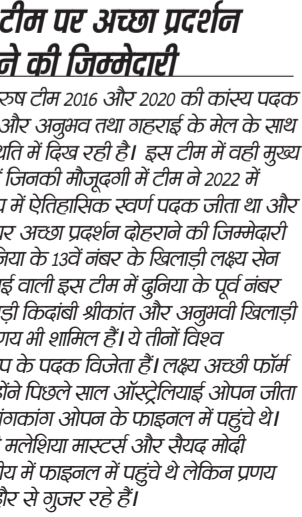 टीम पर अच्छा प्रदर्शन
ने की जिम्मेदारी
रुष टीम 2016 और 2020 की कांस्य पदक
और अनुभव तथा गहराई के मेल के साथ
थति में दिख रही है। इस टीम में वही मुख्य
जिनकी मौजूदगी में टीम ने 2022 में
प में ऐतिहासिक स्वर्ण पदक जीता था और
पर अच्छा प्रदर्शन दोहराने की जिम्मेदारी
निया के 13वें नंबर के खिलाड़ी लक्ष्य सेन
ाई वाली इस टीम में दुनिया के पूर्व नंबर
ड़ी किदांबी श्रीकांत और अनुभवी खिलाड़ी
णय भी शामिल हैं। ये तीनों विश्व
प के पदक विजेता हैं। लक्ष्य अच्छी फॉर्म
होंने पिछले साल ऑस्ट्रेलियाई ओपन जीता
ंगकांग ओपन के फाइनल में पहुंचे थे।
मलेशिया मास्टर्स और सैयद मोदी
ीय में फाइनल में पहुंचे थे लेकिन प्रणय
दौर से गुजर रहे हैं।